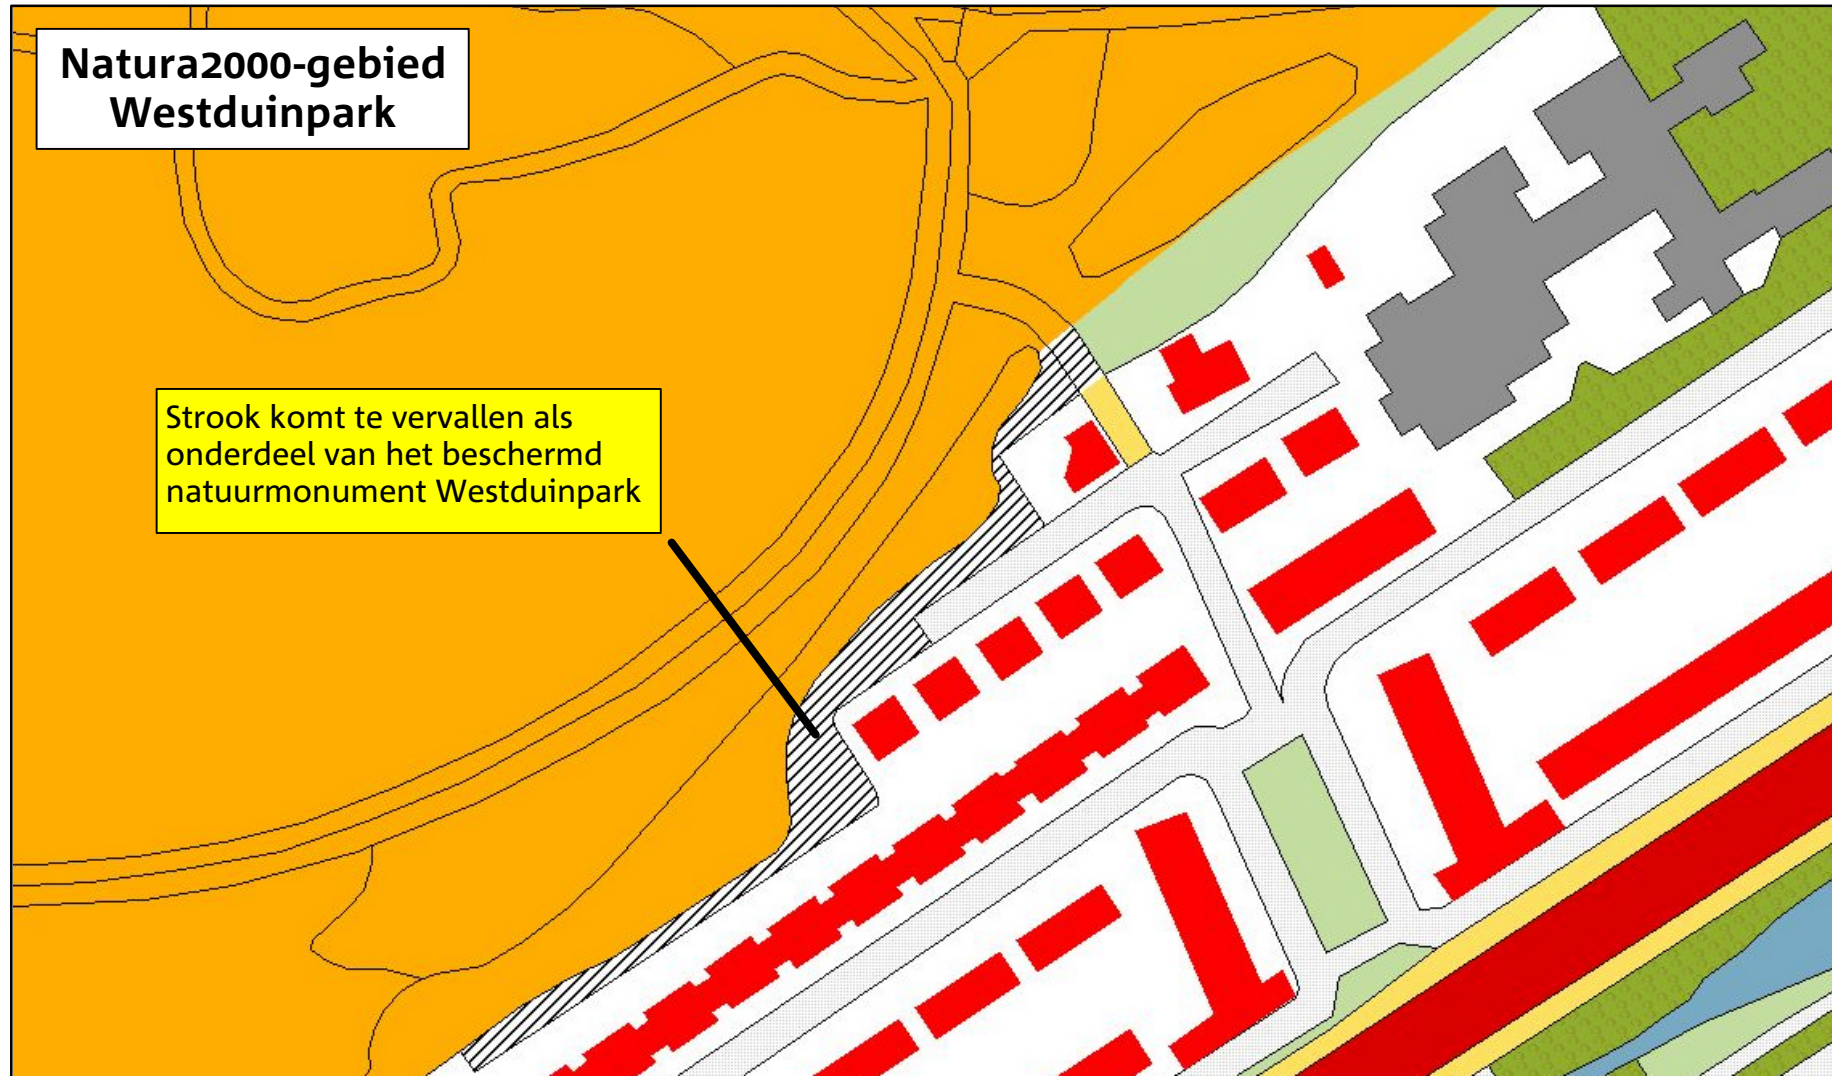 Natura2000-gebied
Westduinpark
Strook komt te vervallen als
onderdeel van het beschermd
natuurmonument Westduinpark